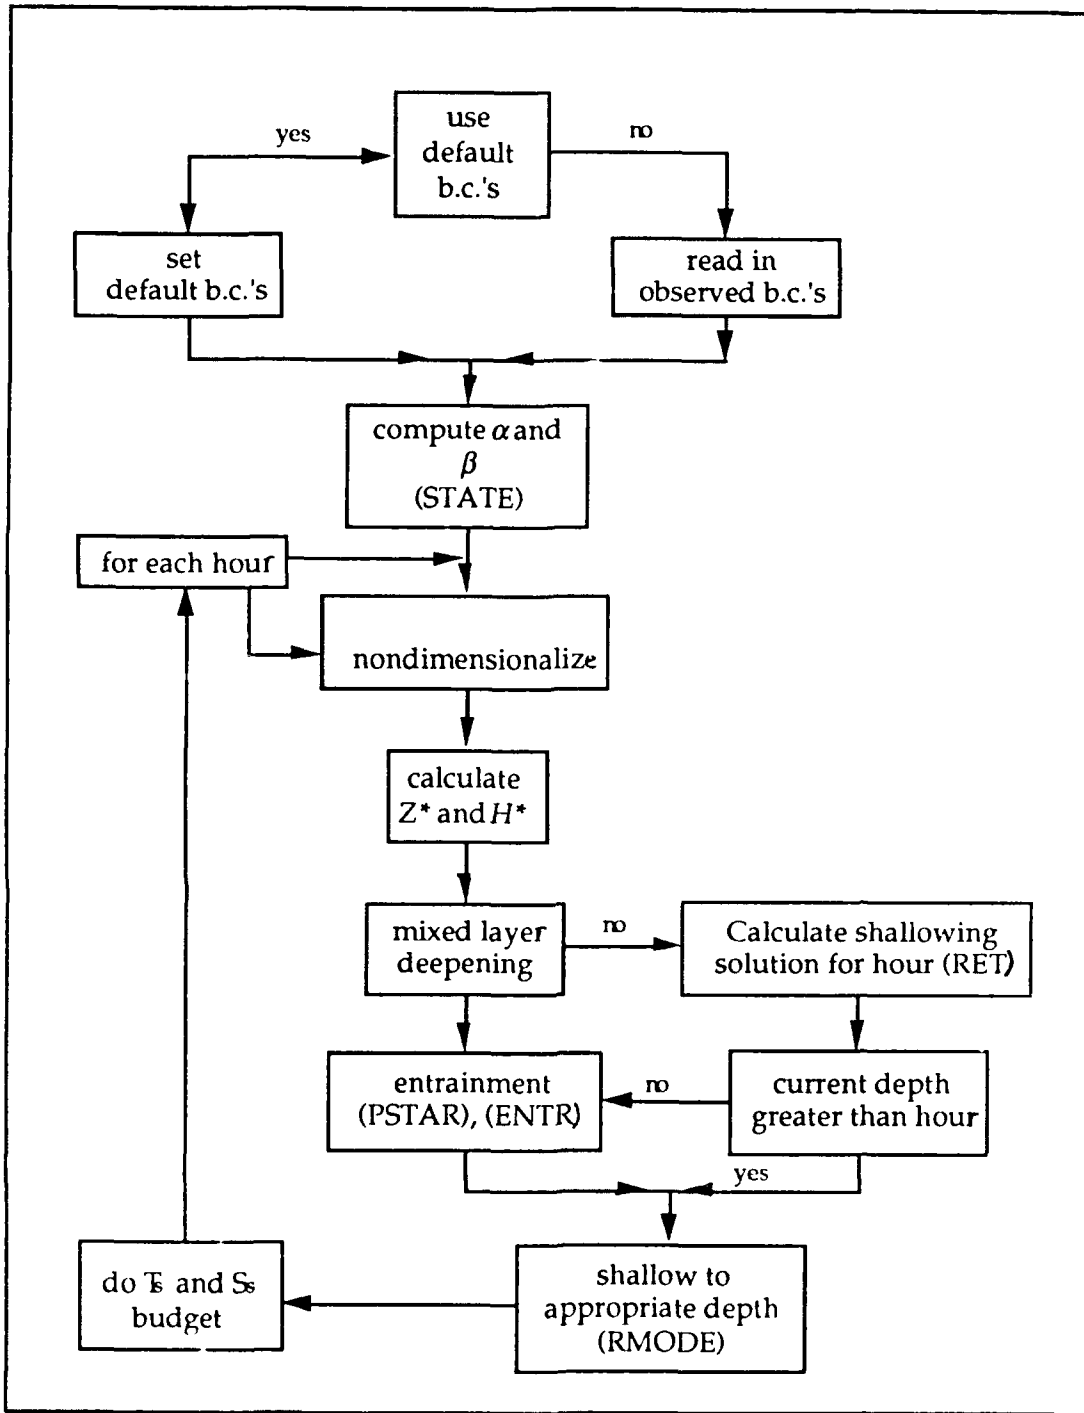 use
default
b.c.'s
yes
no
set
default b.c.'s
read in
observed b.c.'s
compute α and
β
(STATE)
for each hour
nondimensionalize
calculate
Z* and H*
mixed layer
deepening
no
Calculate shallowing
solution for hour (RET)
entrainment
(PSTAR), (ENTR)
no
current depth
greater than hour
yes
do Ts and Ss
budget
shallow to
appropriate depth
(RMODE)